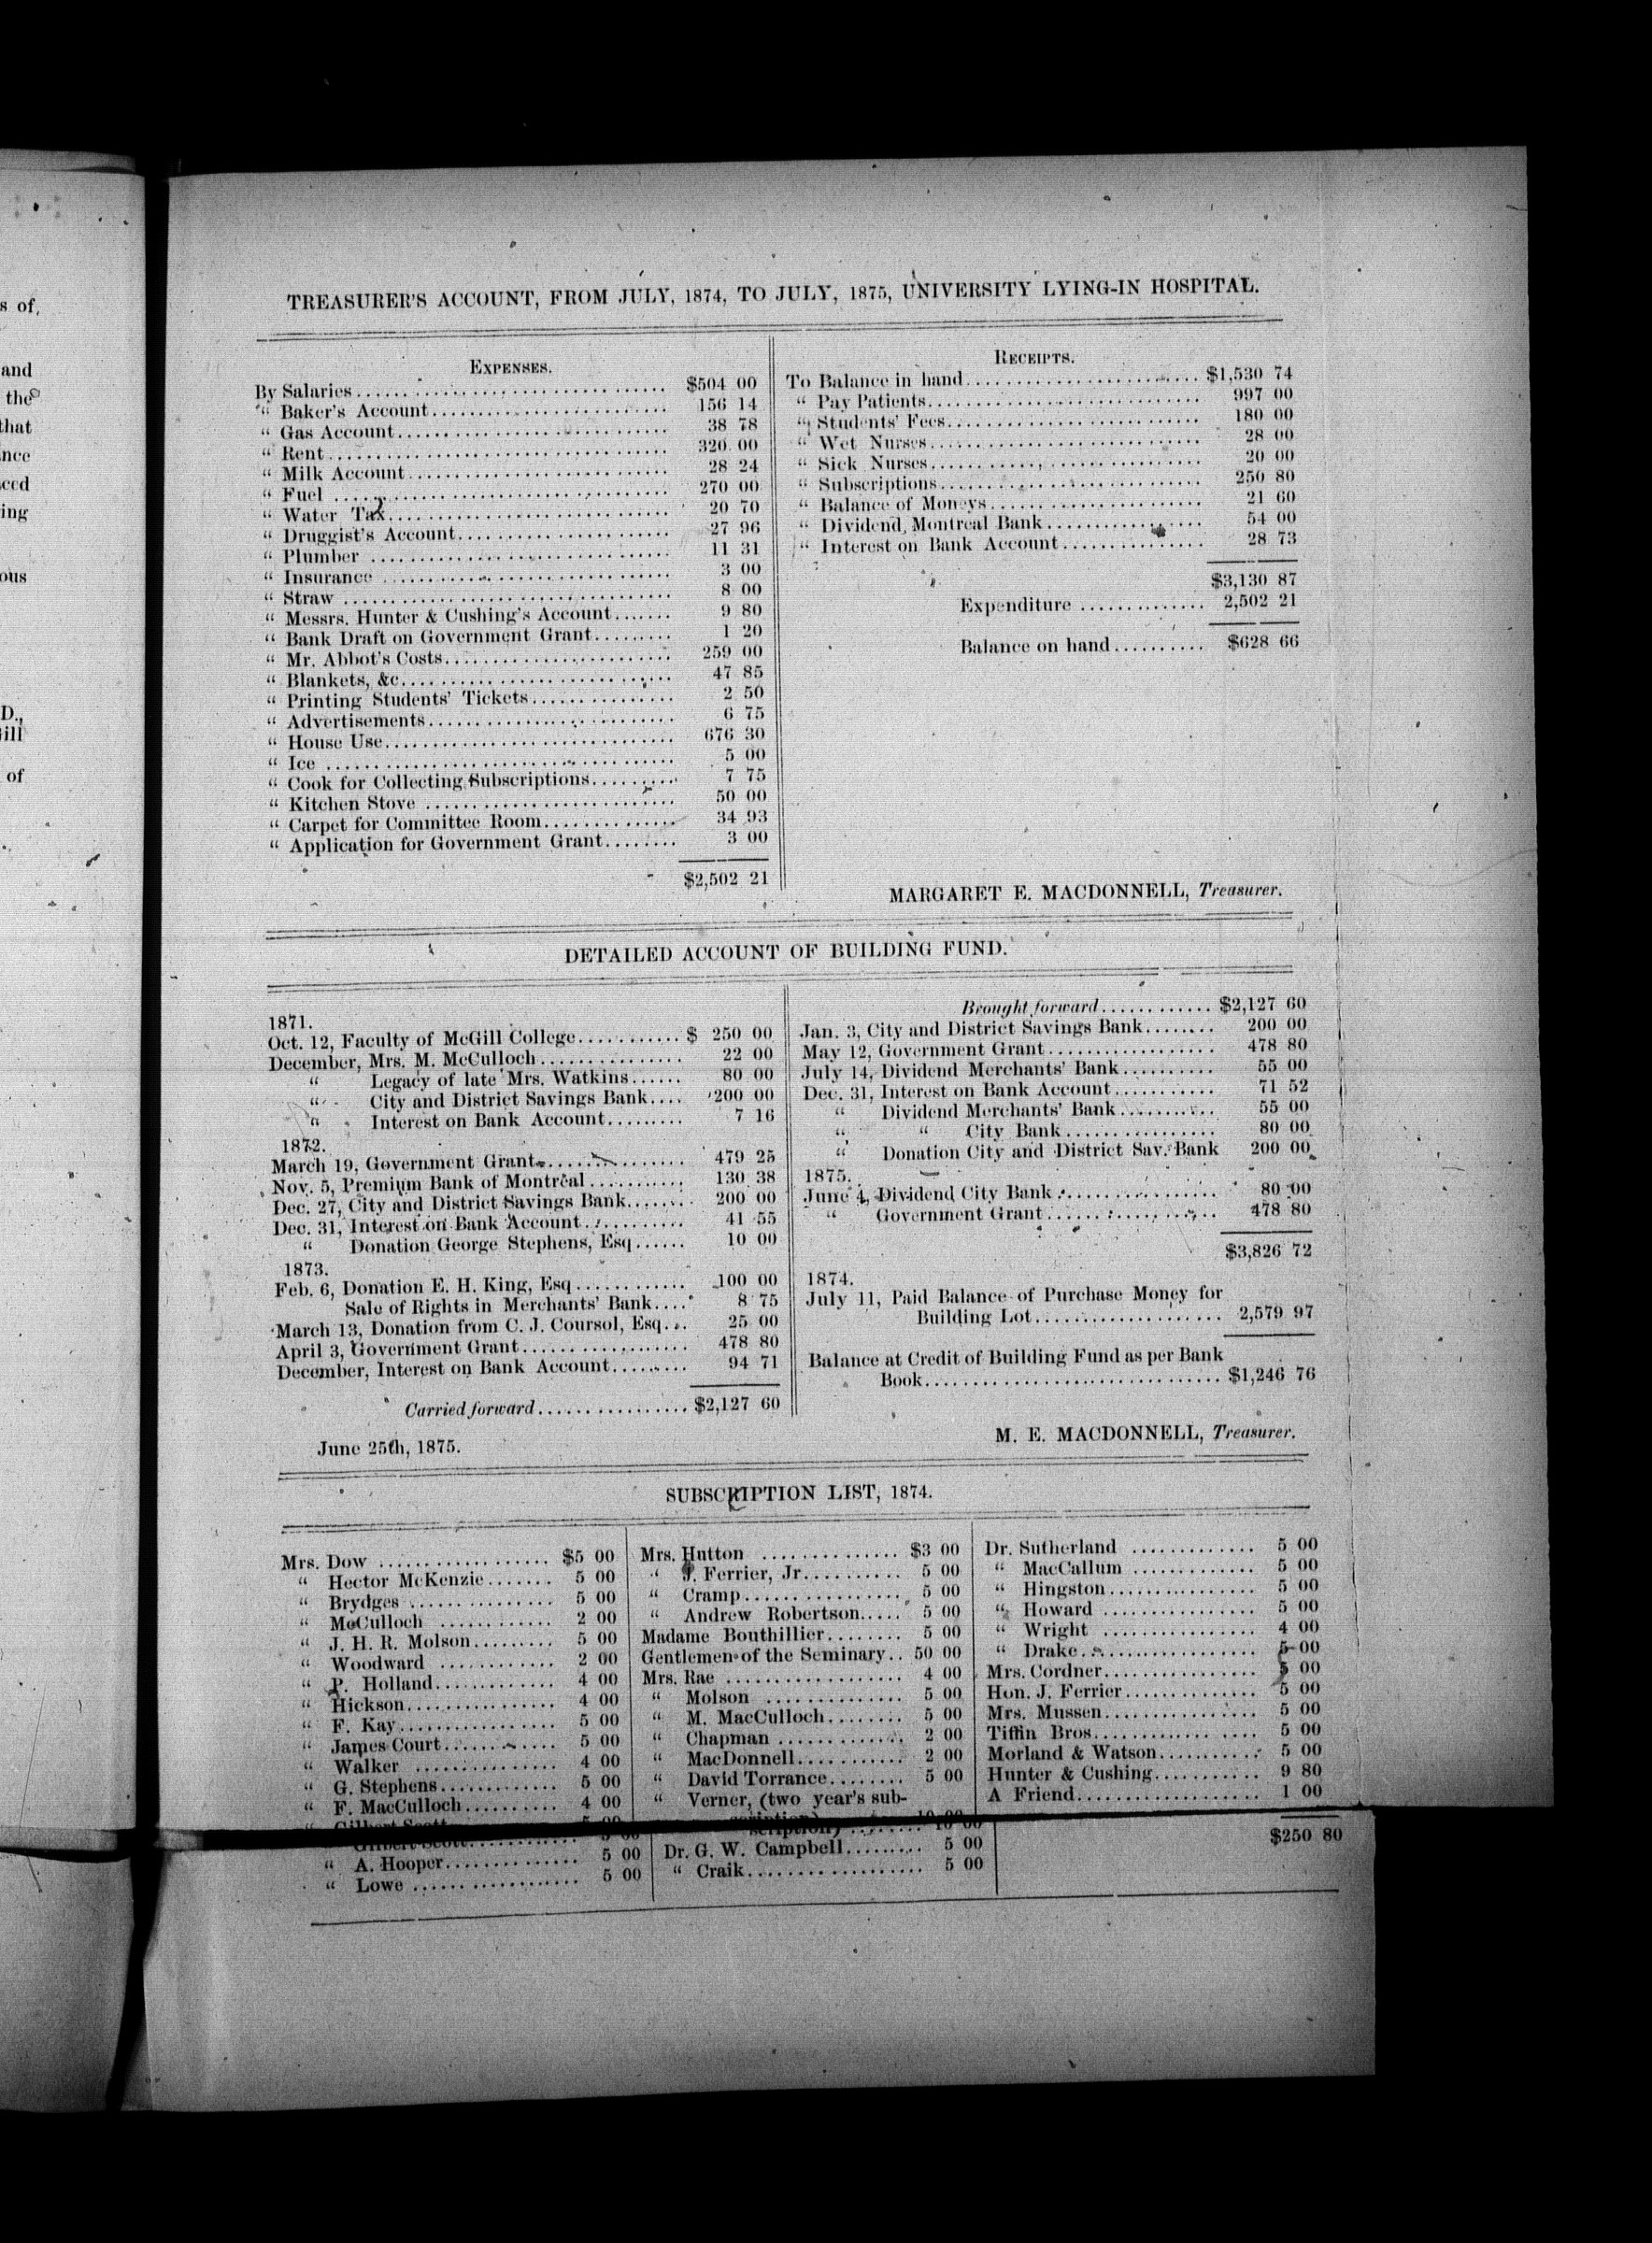 s of,
and
the
that
nce
ced
ing
ous
D.,
ill
of
TREASURER'S ACCOUNT, FROM JULY, 1874, TO JULY, 1875, UNIVERSITY LYING-IN HOSPITAL.
EXPENSES.
By Salaries.......... $504 00
“ Baker's Account.......... 156 14
“ Gas Account.......... 38 78
“ Rent.......... 320 00
“ Milk Account.......... 28 24
“ Fuel .......... 270 00
“ Water Tax.......... 20 70
“ Druggist's Account.......... 27 96
“ Plumber .......... 11 31
“ Insurance .......... 3 00
“ Straw .......... 8 00
“ Messrs. Hunter & Cushing's Account....... 9 80
“ Bank Draft on Government Grant......... 1 20
“ Mr. Abbot's Costs.......... 259 00
“ Blankets, &c.......... 47 85
“ Printing Students' Tickets.......... 2 50
“ Advertisements.......... 6 75
“ House Use.......... 676 30
“ Ice .......... 5 00
“ Cook for Collecting Subscriptions.......... 7 75
“ Kitchen Stove .......... 50 00
“ Carpet for Committee Room.......... 34 93
“ Application for Government Grant........ 3 00
$2,502 21
RECEIPTS.
To Balance in hand.......... $1,530 74
“ Pay Patients.......... 997 00
“ Students' Fees.......... 180 00
“ Wet Nurses.......... 28 00
“ Sick Nurses.......... 20 00
“ Subscriptions.......... 250 80
“ Balance of Moneys.......... 21 60
“ Dividend, Montreal Bank.......... 54 00
“ Interest on Bank Account.......... 28 73
$3,130 87
Expenditure .......... 2,502 21
Balance on hand.......... $628 66
MARGARET E. MACDONNELL, Treasurer.
DETAILED ACCOUNT OF BUILDING FUND.
1871.
Oct. 12, Faculty of McGill College.......... $ 250 00
December, Mrs. M. McCulloch.......... 22 00
“ Legacy of late Mrs. Watkins...... 80 00
“ City and District Savings Bank.... 200 00
“ Interest on Bank Account......... 7 16
1872.
March 19, Government Grant.......... 479 25
Nov. 5, Premium Bank of Montreal.......... 130 38
Dec. 27, City and District Savings Bank....... 200 00
Dec. 31, Interest on Bank Account.......... 41 55
“ Donation George Stephens, Esq...... 10 00
1873.
Feb. 6, Donation E. H. King, Esq.......... 100 00
Sale of Rights in Merchants' Bank.... 8 75
March 13, Donation from C. J. Coursol, Esq... 25 00
April 3, Government Grant.......... 478 80
December, Interest on Bank Account......... 94 71
Carried forward.......... $2,127 60
June 25th, 1875.
Brought forward.......... $2,127 60
Jan. 3, City and District Savings Bank........ 200 00
May 12, Government Grant.......... 478 80
July 14, Dividend Merchants' Bank.......... 55 00
Dec. 31, Interest on Bank Account.......... 71 52
“ Dividend Merchants' Bank.......... 55 00
“ “ City Bank.......... 80 00
“ Donation City and District Sav. Bank 200 00
1875.
June 4, Dividend City Bank.......... 80 00
“ Government Grant.......... 478 80
$3,826 72
1874.
July 11, Paid Balance of Purchase Money for
Building Lot.......... 2,579 97
Balance at Credit of Building Fund as per Bank
Book.......... $1,246 76
M. E. MACDONNELL, Treasurer.
SUBSCRIPTION LIST, 1874.
Mrs. Dow .......... $5 00
“ Hector McKenzie....... 5 00
“ Brydges .......... 5 00
“ McCulloch .......... 2 00
“ J. H. R. Molson......... 5 00
“ Woodward .......... 2 00
“ P. Holland.......... 4 00
“ Hickson.......... 4 00
“ F. Kay.......... 5 00
“ James Court.......... 5 00
“ Walker .......... 4 00
“ G. Stephens.......... 5 00
“ F. MacCulloch.......... 4 00
“ Gilbert Scott.......... 5 00
“ A. Hooper.......... 5 00
“ Lowe .......... 5 00
Mrs. Hutton .......... $3 00
“ J. Ferrier, Jr.......... 5 00
“ Cramp.......... 5 00
“ Andrew Robertson..... 5 00
Madame Bouthillier........ 5 00
Gentlemen of the Seminary.. 50 00
Mrs. Rae .......... 4 00
“ Molson .......... 5 00
“ M. MacCulloch........ 5 00
“ Chapman .......... 2 00
“ MacDonnell.......... 2 00
“ David Torrance........ 5 00
“ Verner, (two year's sub-
scription) ........ 10 00
Dr. G. W. Campbell......... 5 00
“ Craik.......... 5 00
Dr. Sutherland .......... 5 00
“ MacCallum .......... 5 00
“ Hingston.......... 5 00
“ Howard .......... 5 00
“ Wright .......... 4 00
“ Drake.......... 5 00
Mrs. Cordner.......... 5 00
Hon. J. Ferrier.......... 5 00
Mrs. Mussen.......... 5 00
Tiffin Bros.......... 5 00
Morland & Watson.......... 5 00
Hunter & Cushing.......... 9 80
A Friend.......... 1 00
$250 80